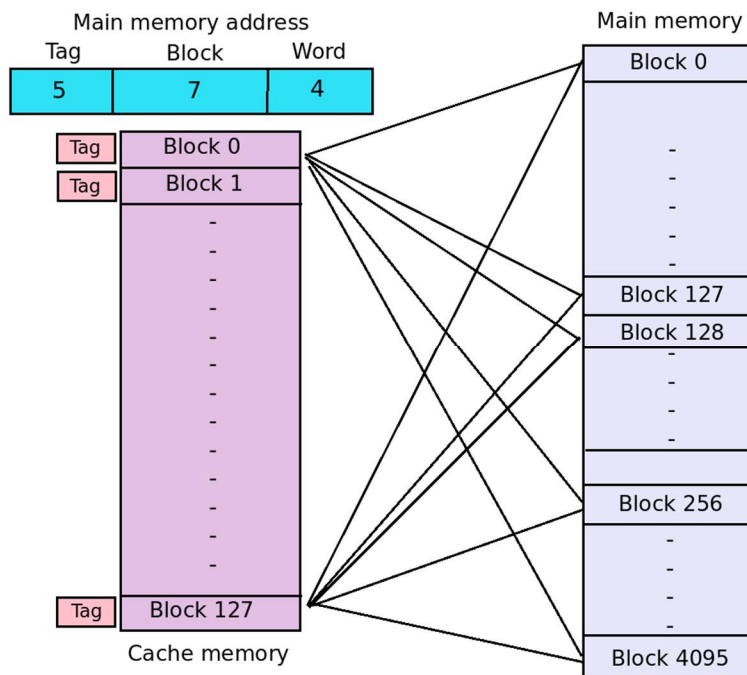 Main memory address
Tag Block Word
5 7 4
Tag Block 0
Tag Block 1
-
-
-
-
-
-
-
-
-
-
-
-
-
Tag Block 127
Cache memory
Main memory
Block 0
-
-
-
-
-
Block 127
Block 128
-
-
-
-
Block 256
-
-
-
-
Block 4095